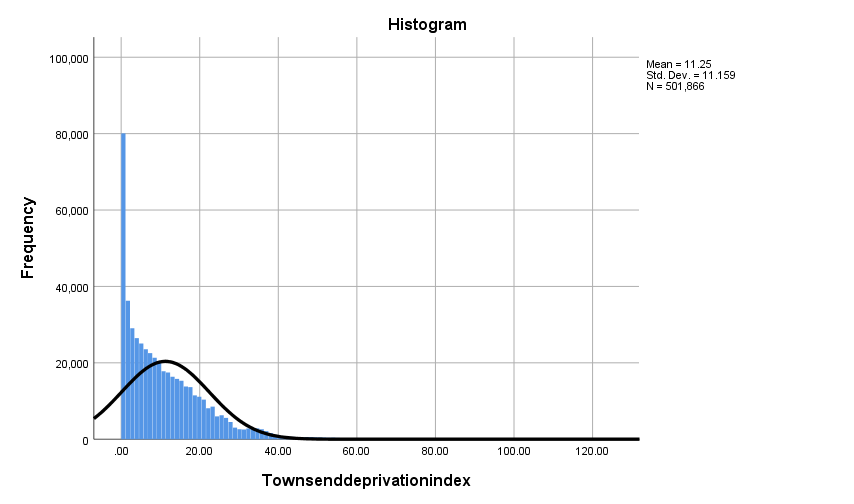 Histogram
Mean = 11.25
Std. Dev. = 11.159
N = 501,866
Frequency
100,000
80,000
60,000
40,000
20,000
0
.00 20.00 40.00 60.00 80.00 100.00 120.00
Townsenddeprivationindex